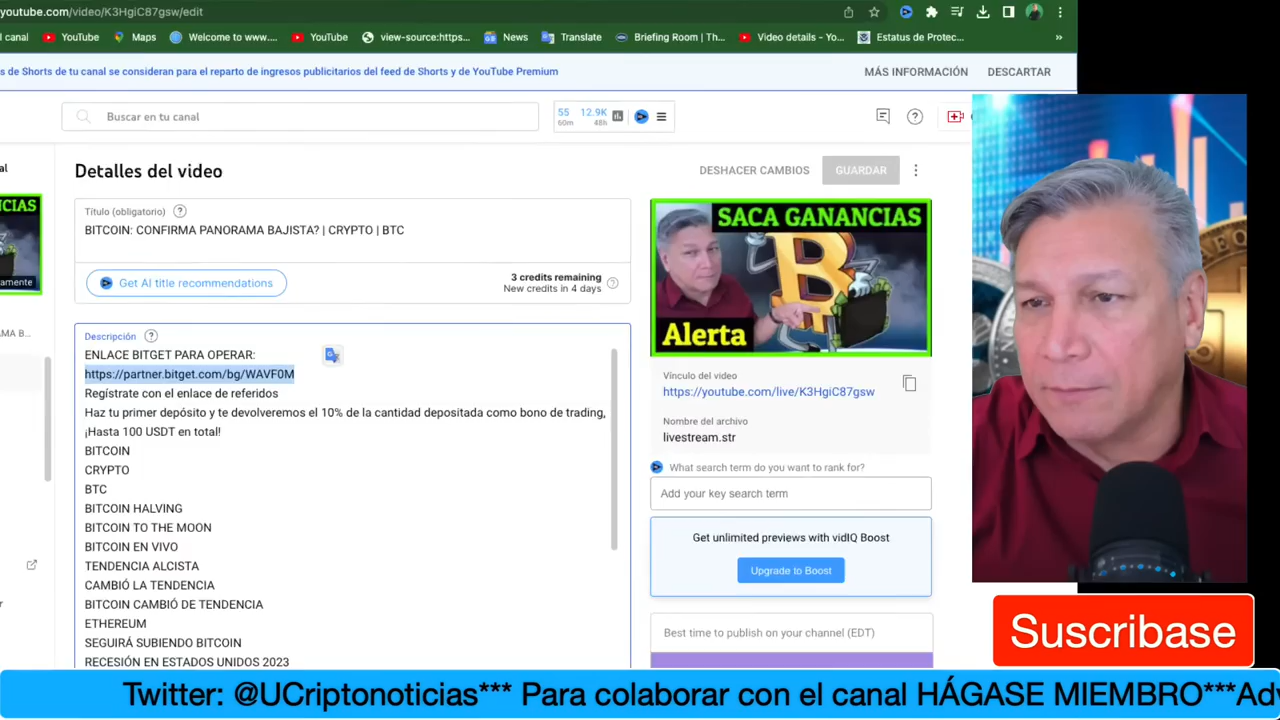 youtube.com/video/K3HgiC87gsw/edit
l canal YouTube Maps Welcome to www.... YouTube view-source:https... News Translate Briefing Room | Th... Video details - Yo... Estatus de Protec... »
s de Shorts de tu canal se consideran para el reparto de ingresos publicitarios del feed de Shorts y de YouTube Premium MÁS INFORMACIÓN DESCARTAR
Buscar en tu canal
55 12.9K
60m 48h
al
Detalles del video
DESHACER CAMBIOS GUARDAR
CIAS
amente
AMA B...
r
Título (obligatorio)
BITCOIN: CONFIRMA PANORAMA BAJISTA? | CRYPTO | BTC
Get AI title recommendations
3 credits remaining
New credits in 4 days
Descripción
ENLACE BITGET PARA OPERAR:
https://partner.bitget.com/bg/WAVF0M
Regístrate con el enlace de referidos
Haz tu primer depósito y te devolveremos el 10% de la cantidad depositada como bono de trading,
¡Hasta 100 USDT en total!
BITCOIN
CRYPTO
BTC
BITCOIN HALVING
BITCOIN TO THE MOON
BITCOIN EN VIVO
TENDENCIA ALCISTA
CAMBIÓ LA TENDENCIA
BITCOIN CAMBIÓ DE TENDENCIA
ETHEREUM
SEGUIRÁ SUBIENDO BITCOIN
RECESIÓN EN ESTADOS UNIDOS 2023
SACA GANANCIAS
Alerta
Vínculo del video
https://youtube.com/live/K3HgiC87gsw
Nombre del archivo
livestream.str
What search term do you want to rank for?
Add your key search term
Get unlimited previews with vidIQ Boost
Upgrade to Boost
Best time to publish on your channel (EDT)
Suscribase
Twitter: @UCriptonoticias*** Para colaborar con el canal HÁGASE MIEMBRO***Adv